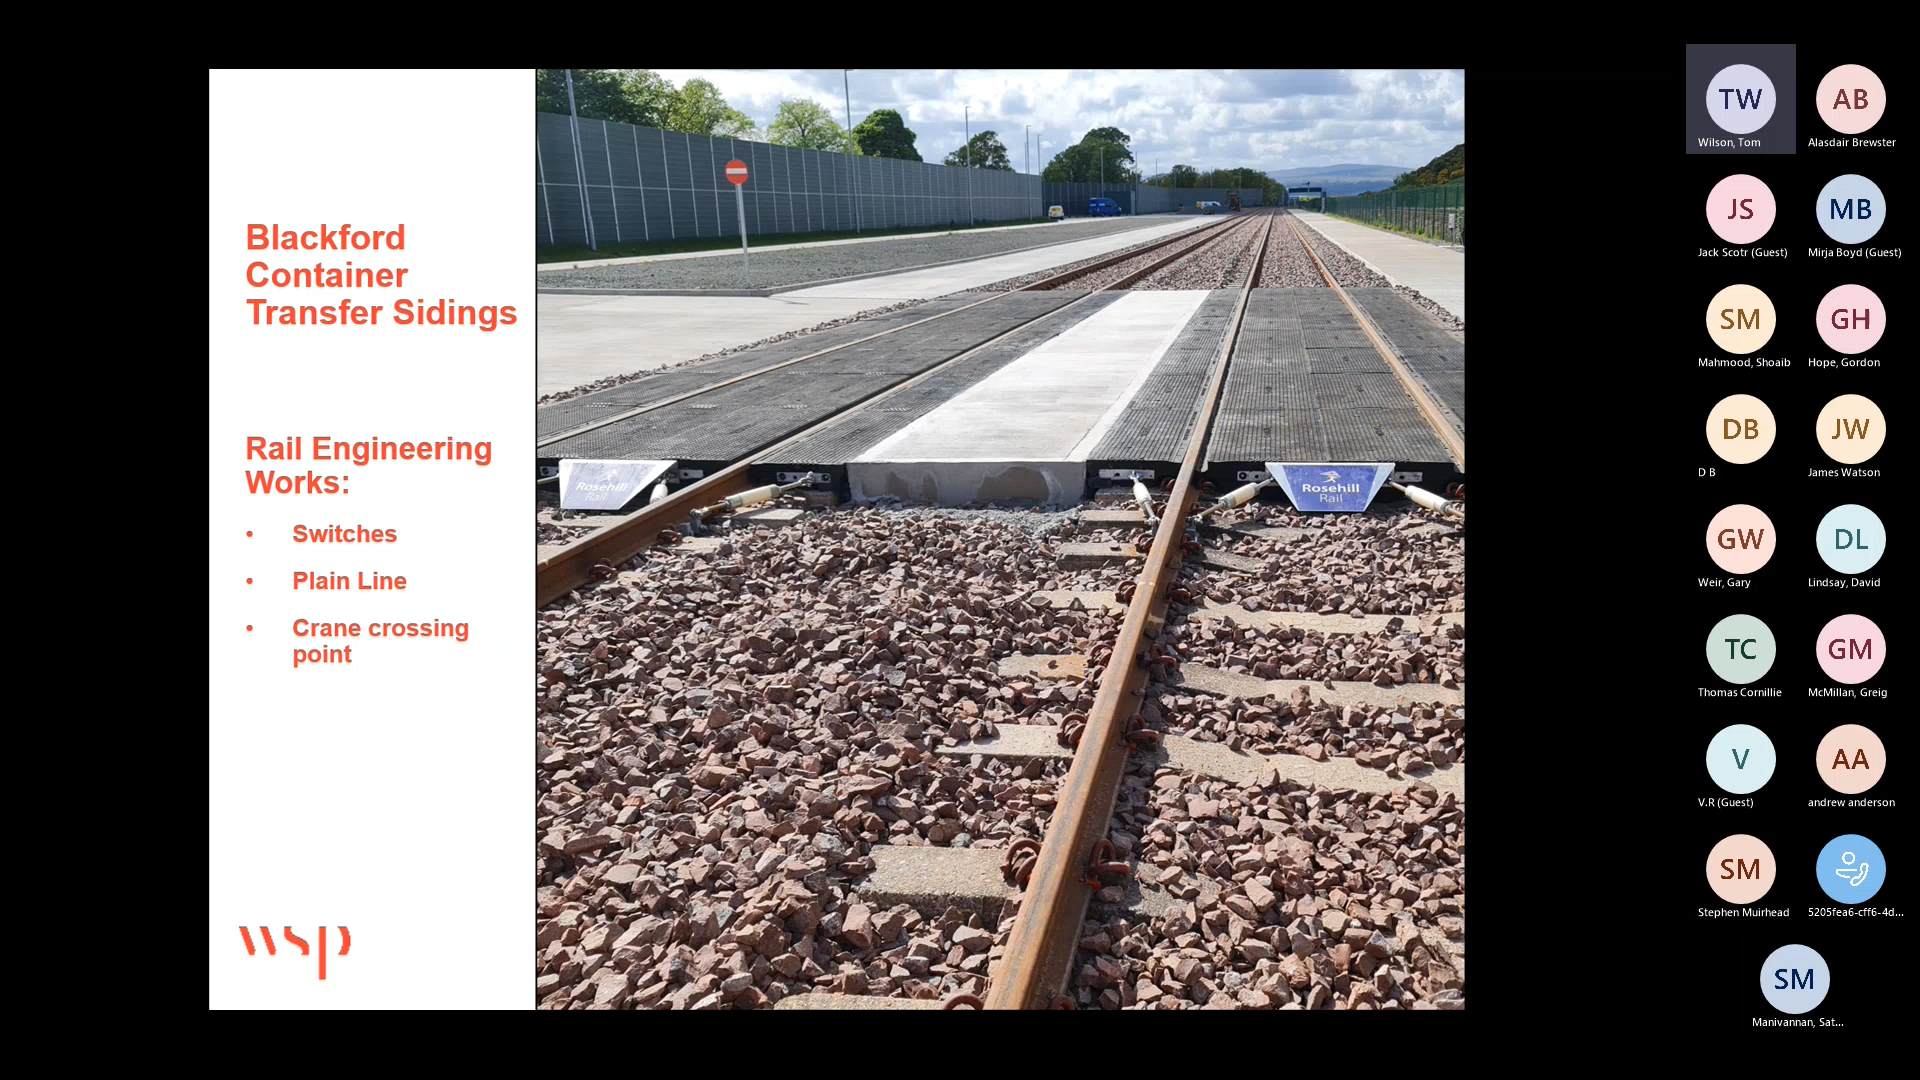 Blackford
Container
Transfer Sidings
Rail Engineering
Works:
• Switches
• Plain Line
• Crane crossing
point
wsp
Rosehill
Rail
Rosehill
Rail
TW
Wilson, Tom
AB
Alasdair Brewster
JS
Jack Scotr (Guest)
MB
Mirja Boyd (Guest)
SM
Mahmood, Shoaib
GH
Hope, Gordon
DB
D B
JW
James Watson
GW
Weir, Gary
DL
Lindsay, David
TC
Thomas Cornillie
GM
McMillan, Greig
V
V.R (Guest)
AA
andrew anderson
SM
Stephen Muirhead
5205fea6-cff6-4d...
SM
Manivannan, Sat...